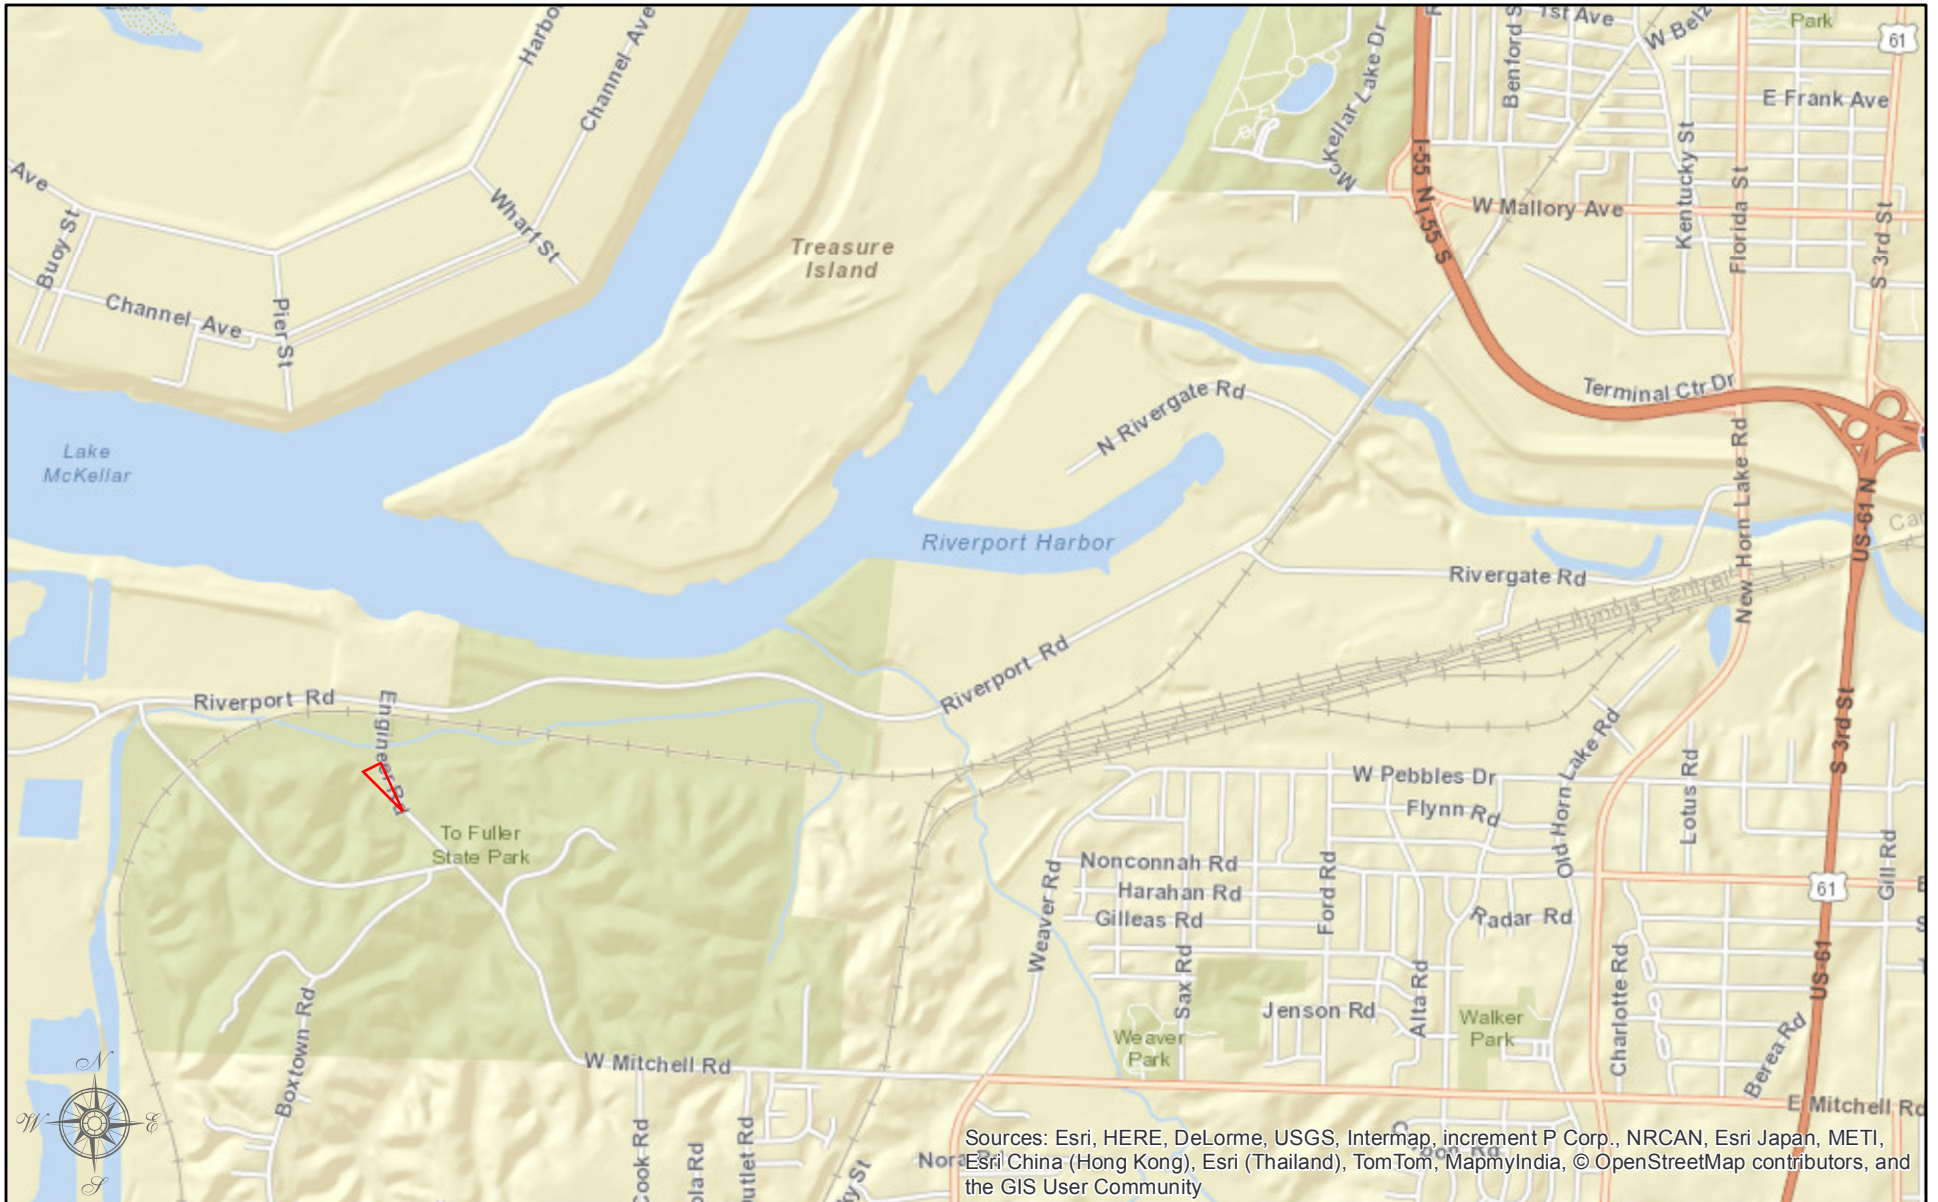 Harbo
Channel Ave
McKellar Lake Dr
Benford S
1st Ave
W Belz
Park
61
E Frank Ave
Ave
Buoy St
Wharf St
Channel Ave
Pier St
Treasure
Island
I-55 N
I-55 S
W Mallory Ave
Kentucky St
Florida St
S 3rd St
Terminal Ctr Dr
N Rivergate Rd
Lake
McKellar
Riverport Harbor
Rivergate Rd
Illinois Central
New Horn Lake Rd
US-61 N
Riverport Rd
Riverport Rd
Engineer Rd
To Fuller
State Park
W Pebbles Dr
Flynn Rd
Old Horn Lake Rd
Lotus Rd
S 3rd St
Gill Rd
Nonconnah Rd
Harahan Rd
Gilleas Rd
Weaver Rd
Ford Rd
Radar Rd
61
Sax Rd
Alta Rd
Jenson Rd
Charlotte Rd
US-61
Weaver
Park
Walker
Park
Berea Rd
Boxtown Rd
W Mitchell Rd
E Mitchell Rd
N
W
E
S
Cook Rd
ola Rd
utlet Rd
ky St
Sources: Esri, HERE, DeLorme, USGS, Intermap, increment P Corp., NRCAN, Esri Japan, METI,
Esri China (Hong Kong), Esri (Thailand), TomTom, MapmyIndia, © OpenStreetMap contributors, and
the GIS User Community